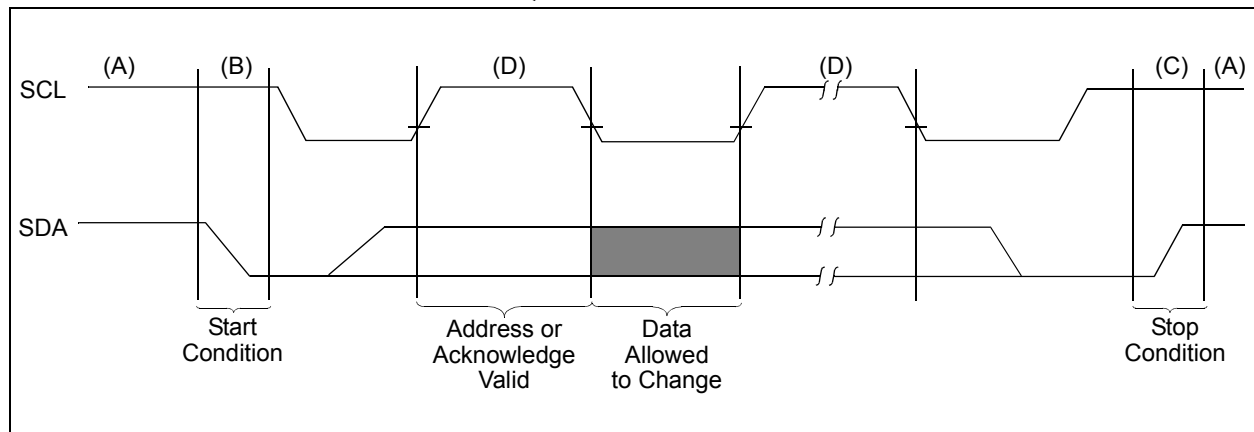 (A) (B) (D) (D) (C) (A)
SCL
SDA
Start
Condition
Address or
Acknowledge
Valid
Data
Allowed
to Change
Stop
Condition